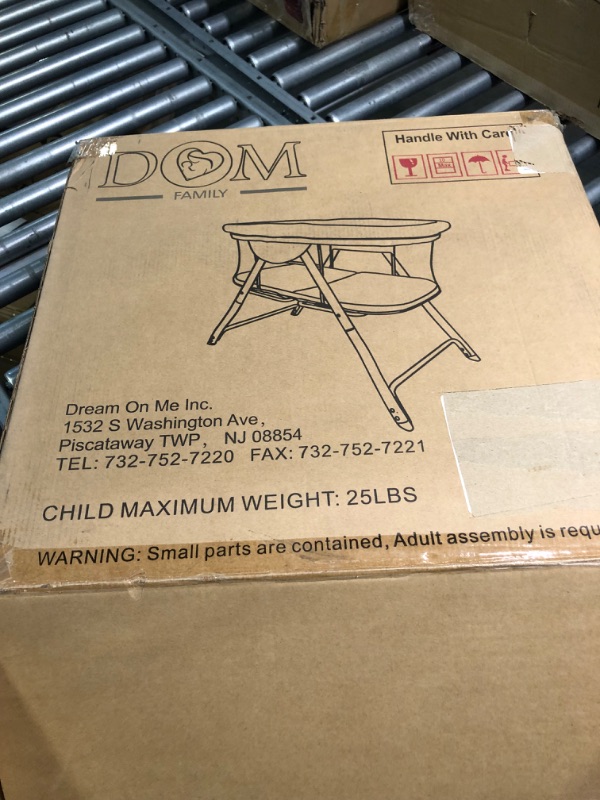 DOM
FAMILY
Handle With Care
Dream On Me Inc.
1532 S Washington Ave,
Piscataway TWP, NJ 08854
TEL: 732-752-7220 FAX: 732-752-7221
CHILD MAXIMUM WEIGHT: 25LBS
WARNING: Small parts are contained, Adult assembly is requ